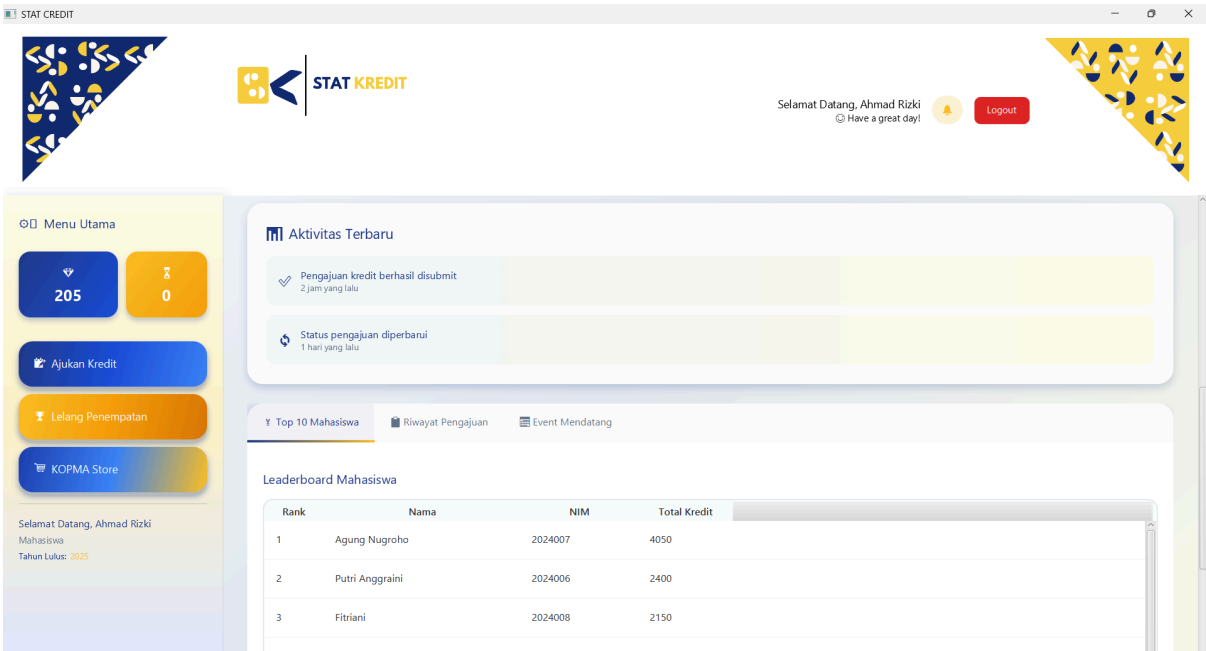 STAT CREDIT
STAT KREDIT
Selamat Datang, Ahmad Rizki
Have a great day!
Logout
Menu Utama
205
0
Ajukan Kredit
Lelang Penempatan
KOPMA Store
Selamat Datang, Ahmad Rizki
Mahasiswa
Tahun Lulus: 2025
Aktivitas Terbaru
Pengajuan kredit berhasil disubmit
2 jam yang lalu
Status pengajuan diperbarui
1 hari yang lalu
Top 10 Mahasiswa Riwayat Pengajuan Event Mendatang
Leaderboard Mahasiswa
Rank Nama NIM Total Kredit
1 Agung Nugroho 2024007 4050
2 Putri Anggraini 2024006 2400
3 Fitriani 2024008 2150